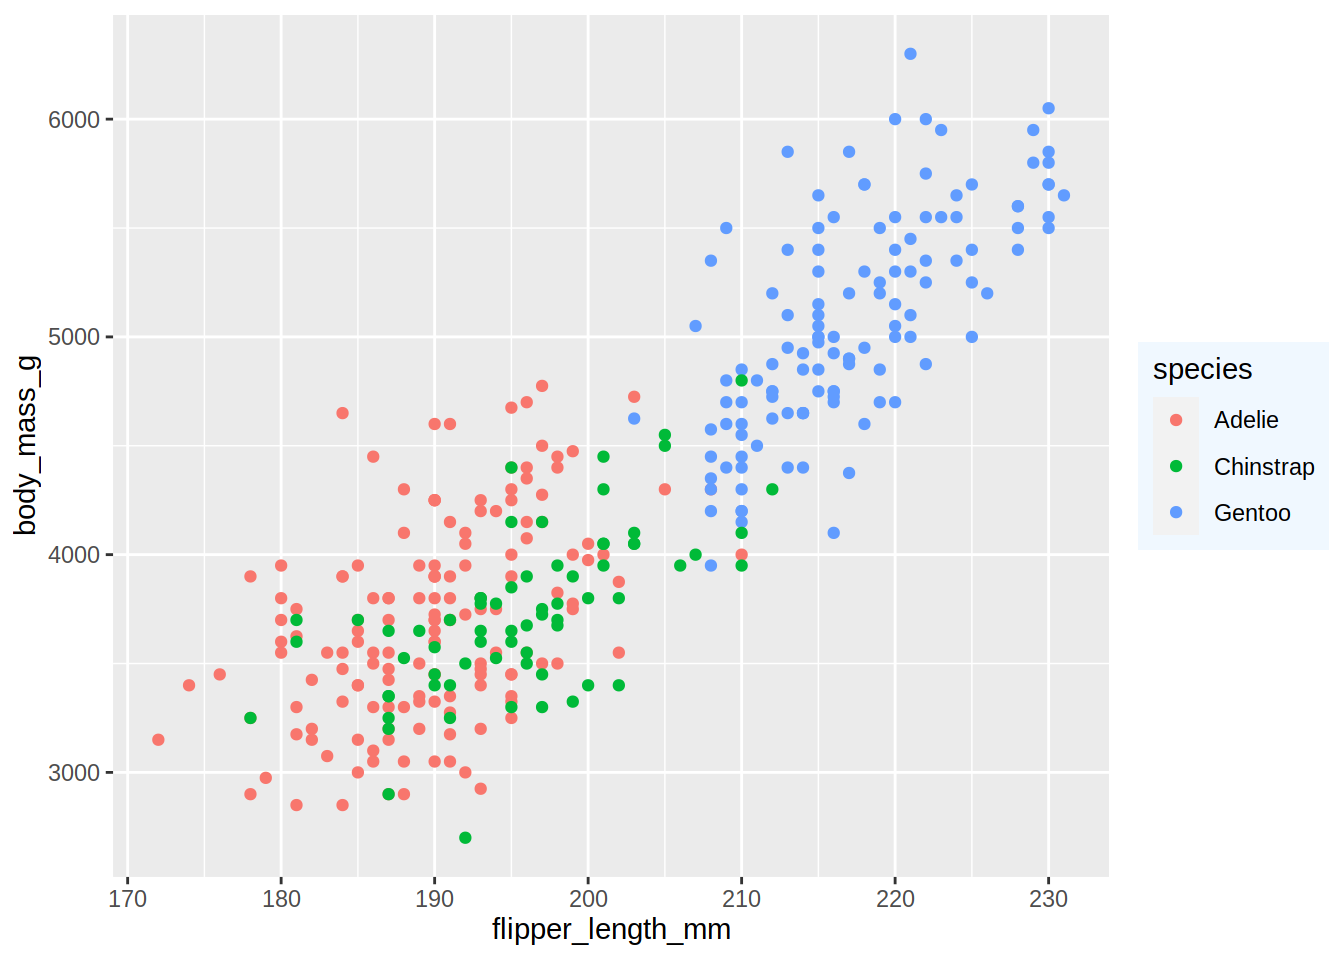 6000
5000
4000
3000
body_mass_g
170 180 190 200 210 220 230
flipper_length_mm
species
Adelie
Chinstrap
Gentoo